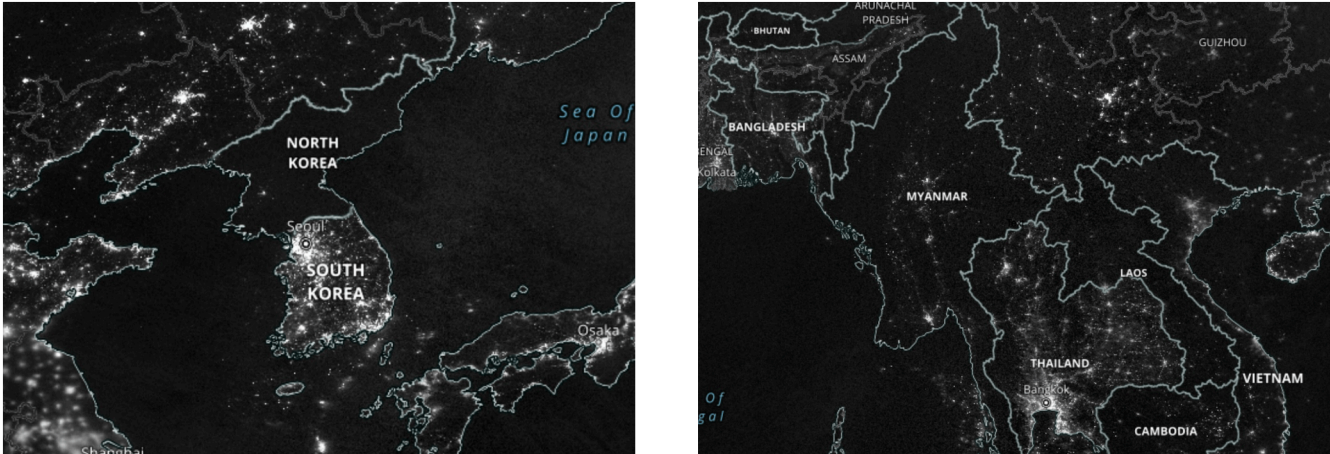 Sea Of
Japan
NORTH
KOREA
Seoul
SOUTH
KOREA
Osaka
Shanghai
ARUNACHAL
PRADESH
BHUTAN
GUIZHOU
ASSAM
BANGLADESH
BENGAL
Kolkata
MYANMAR
LAOS
THAILAND
VIETNAM
Bangkok
Of
gal
CAMBODIA